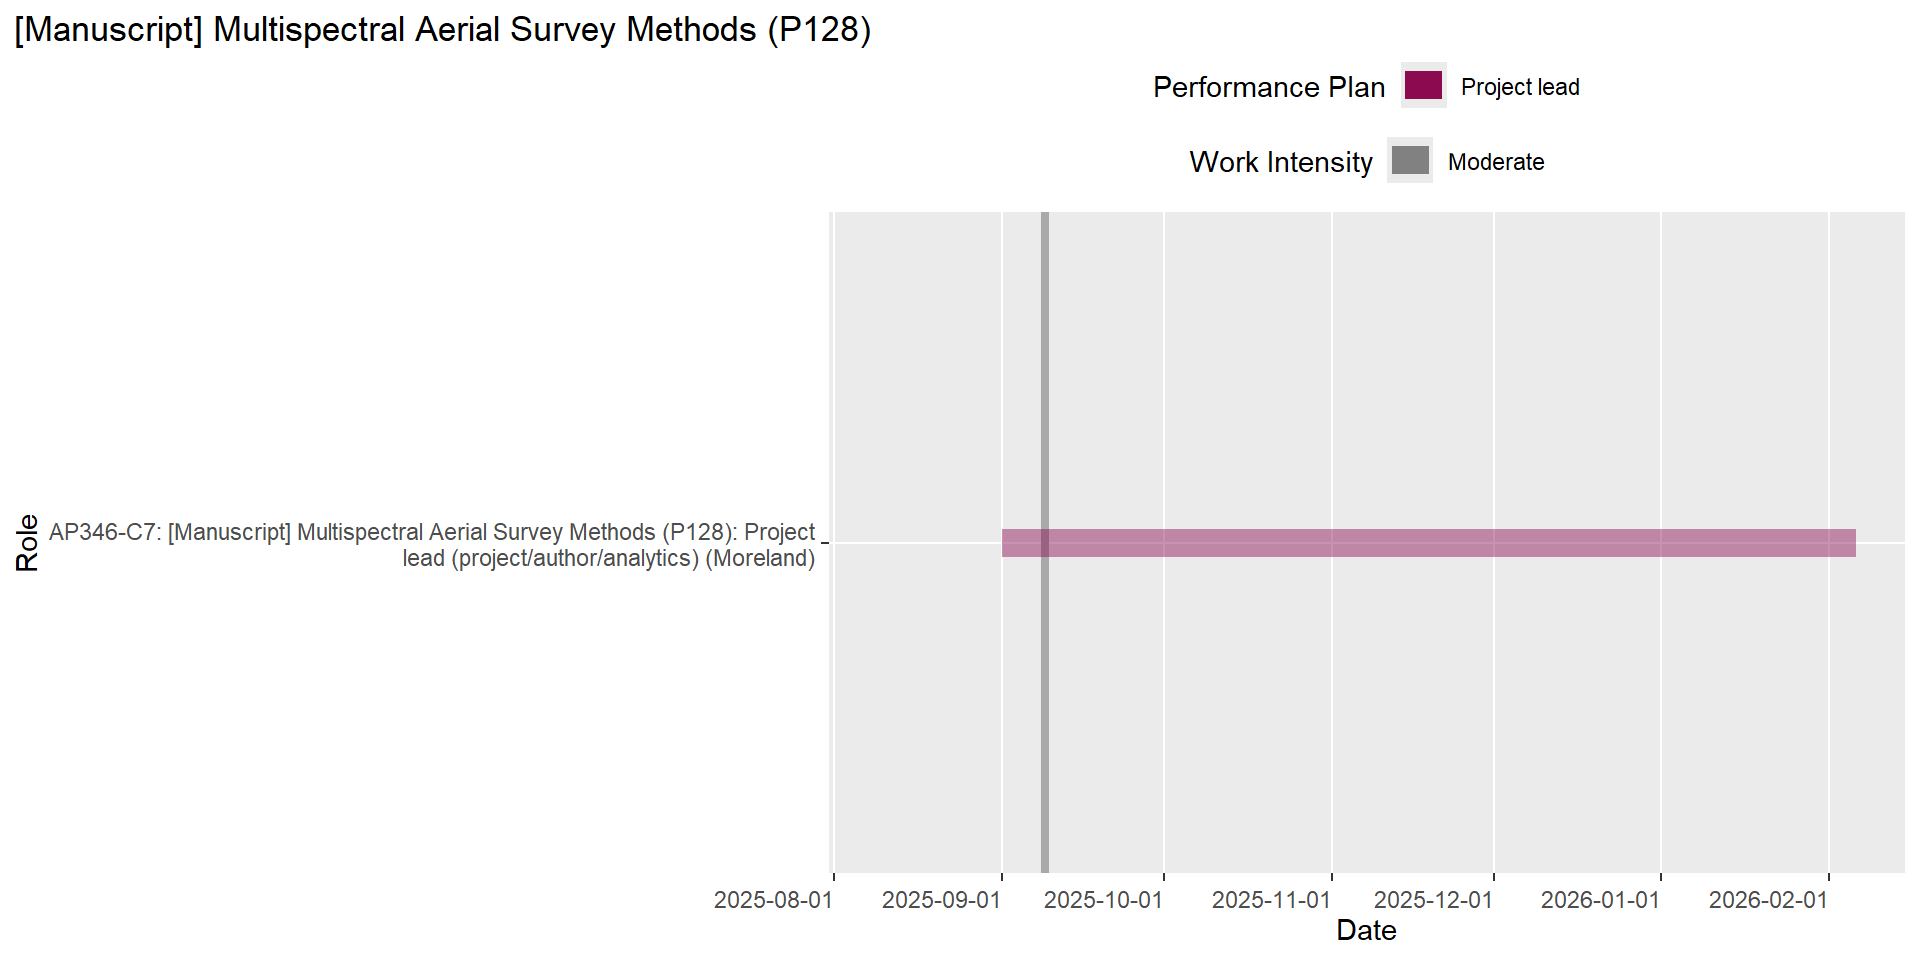 [Manuscript] Multispectral Aerial Survey Methods (P128)
Performance Plan
Project lead
Work Intensity
Moderate
Role
AP346-C7: [Manuscript] Multispectral Aerial Survey Methods (P128): Project
lead (project/author/analytics) (Moreland)
2025-08-01
2025-09-01
2025-10-01
2025-11-01
2025-12-01
2026-01-01
2026-02-01
Date